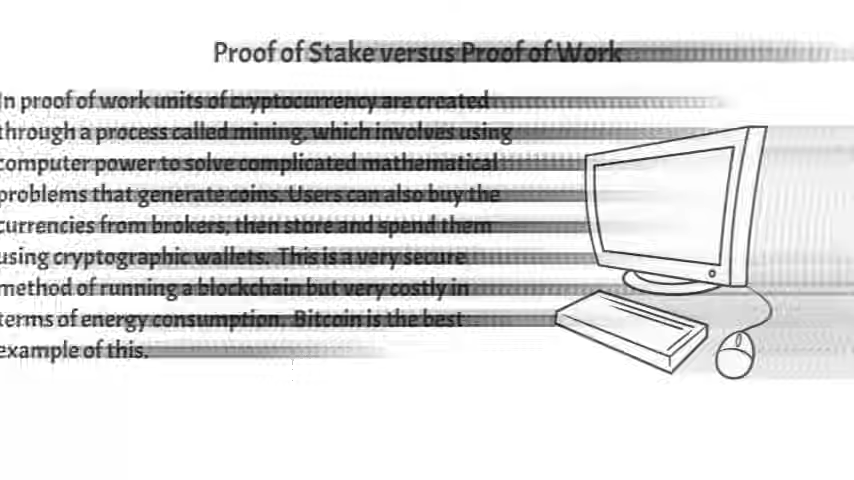 Proof of Stake versus Proof of Work
In proof of work units of cryptocurrency are created
through a process called mining, which involves using
computer power to solve complicated mathematical
problems that generate coins. Users can also buy the
currencies from brokers, then store and spend them
using cryptographic wallets. This is a very secure
method of running a blockchain but very costly in
terms of energy consumption. Bitcoin is the best
example of this.